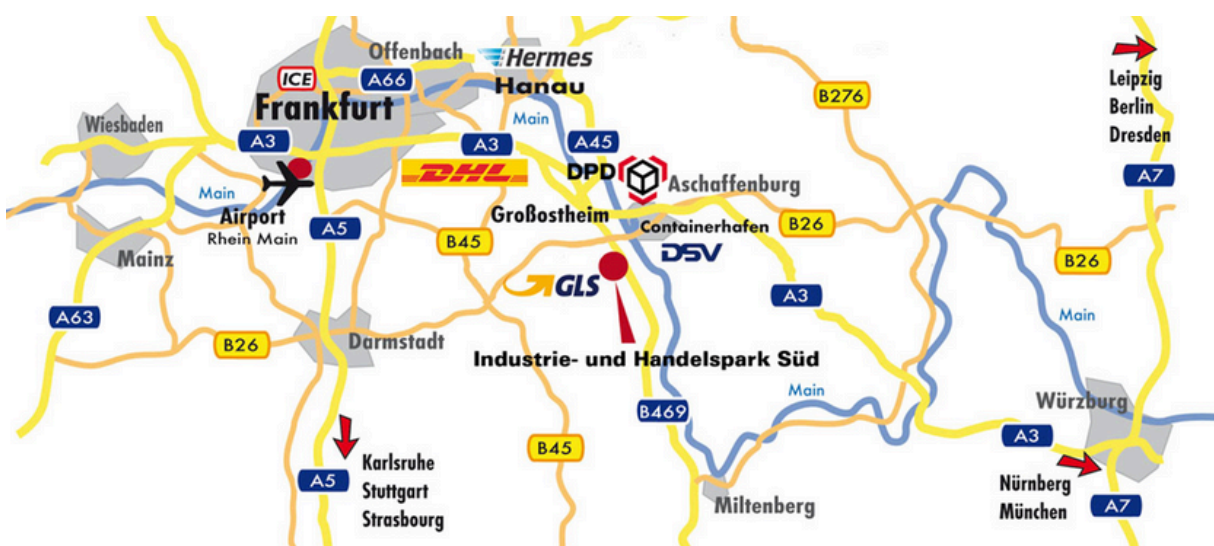 Offenbach
Hermes
Hanau
ICE
A66
Frankfurt
Wiesbaden
A3
A3
Main
A45
B276
Leipzig
Berlin
Dresden
A7
DHL
DPD
Aschaffenburg
Main
Airport
Rhein Main
A5
Großostheim
Containerhafen
B26
B45
DSV
B26
Mainz
GLS
A3
A63
B26
Darmstadt
Main
Industrie- und Handelspark Süd
Main
B469
Würzburg
A3
B45
Karlsruhe
Stuttgart
Strasbourg
A5
Miltenberg
Nürnberg
München
A7